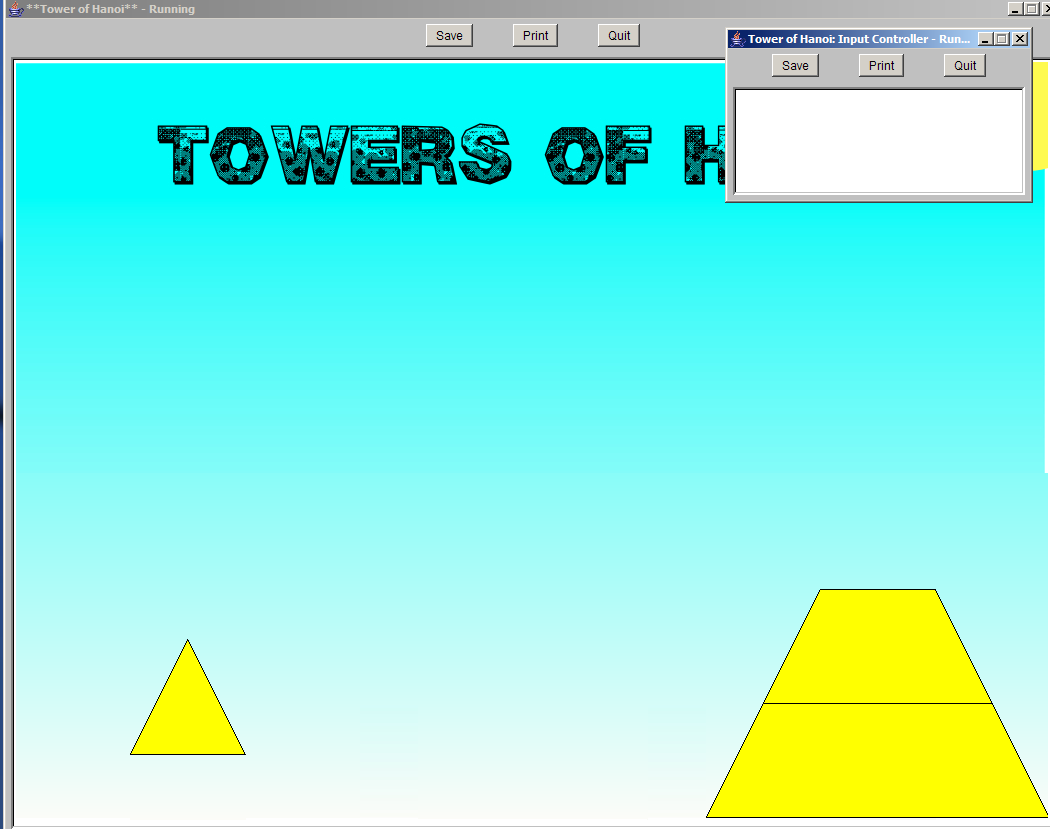 **Tower of Hanoi** - Running
Save Print Quit
Tower of Hanoi: Input Controller - Run...
Save Print Quit
TOWERS OF H